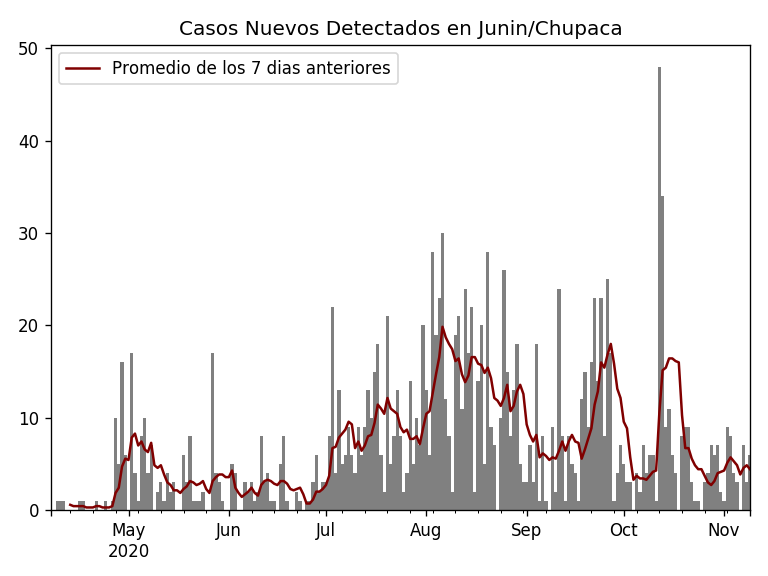 Casos Nuevos Detectados en Junin/Chupaca
Promedio de los 7 dias anteriores
50
40
30
20
10
0
May Jun Jul Aug Sep Oct Nov
2020